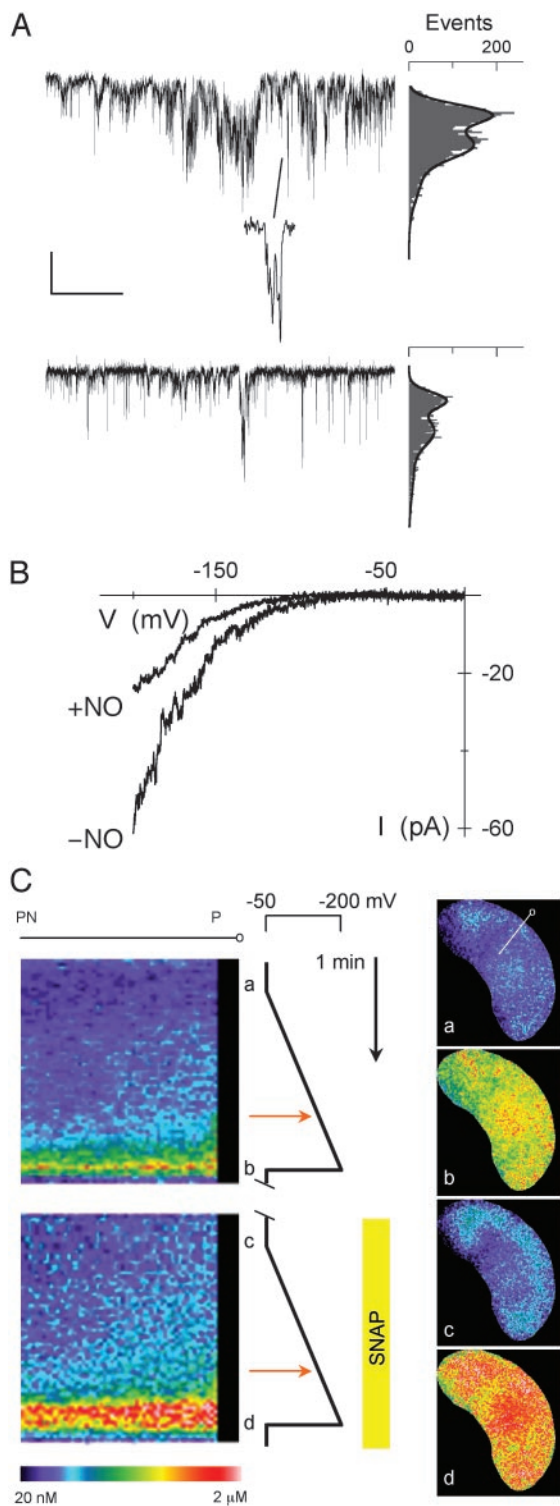 A
Events
0 200
B
-150 -50
V (mV)
+NO
-20
-NO
I (pA)
-60
C
PN P
-50 -200 mV
o
1 min
a
b
c
d
SNAP
20 nM 2 μM
o
a
b
c
d